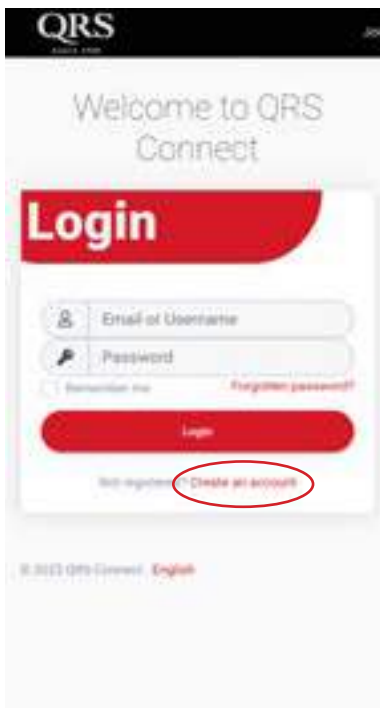 QRS
Welcome to QRS
Connect
Login
Email or Username
Password
Remember me Forgotten password?
Login
Not registered? Create an account
QRS Connect English